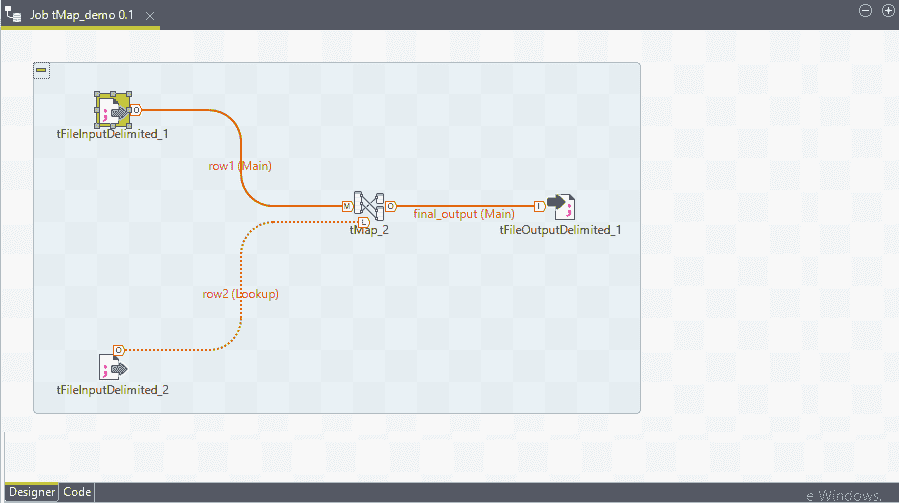 Job tMap_demo 0.1
tFileInputDelimited_1
row1 (Main)
M
O
final_output (Main)
tMap_2
tFileOutputDelimited_1
row2 (Lookup)
tFileInputDelimited_2
Designer Code
e Windows.